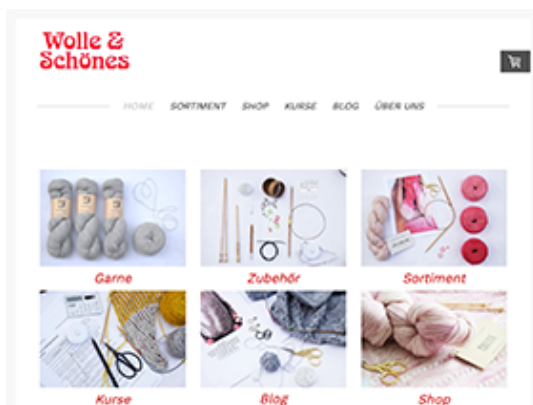 Wolle &
Schönes
HOME SORTIMENT SHOP KURSE BLOG ÜBER UNS
Garne Zubehör Sortiment
Kurse Blog Shop